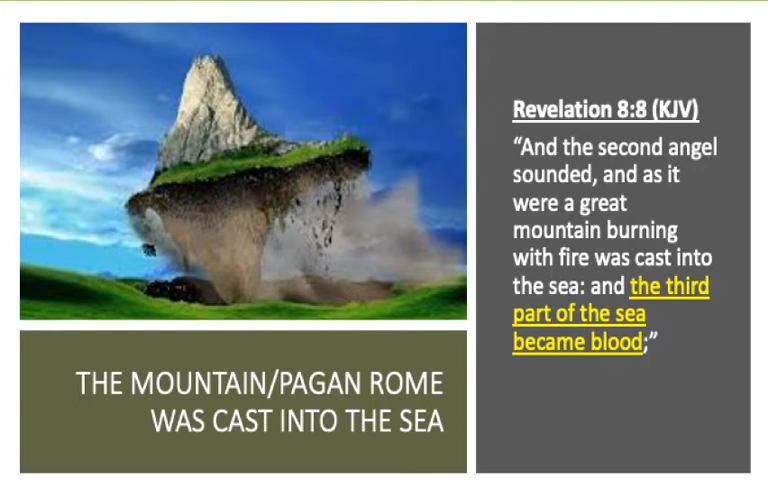 THE MOUNTAIN/PAGAN ROME
WAS CAST INTO THE SEA
Revelation 8:8 (KJV)
“And the second angel
sounded, and as it
were a great
mountain burning
with fire was cast into
the sea: and the third
part of the sea
became blood;”